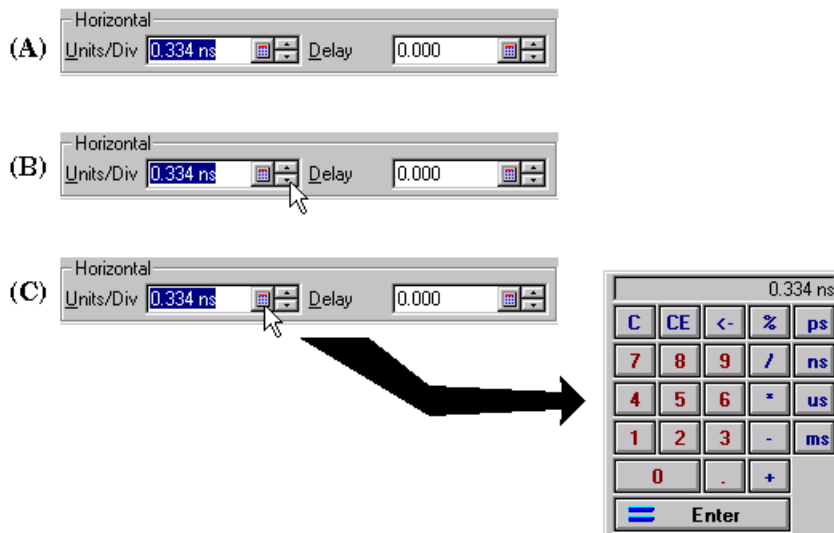 Horizontal
(A) Units/Div 0.334 ns Delay 0.000
Horizontal
(B) Units/Div 0.334 ns Delay 0.000
Horizontal
(C) Units/Div 0.334 ns Delay 0.000
0.334 ns
C CE <- % ps
7 8 9 / ns
4 5 6 * us
1 2 3 - ms
0 . +
= Enter